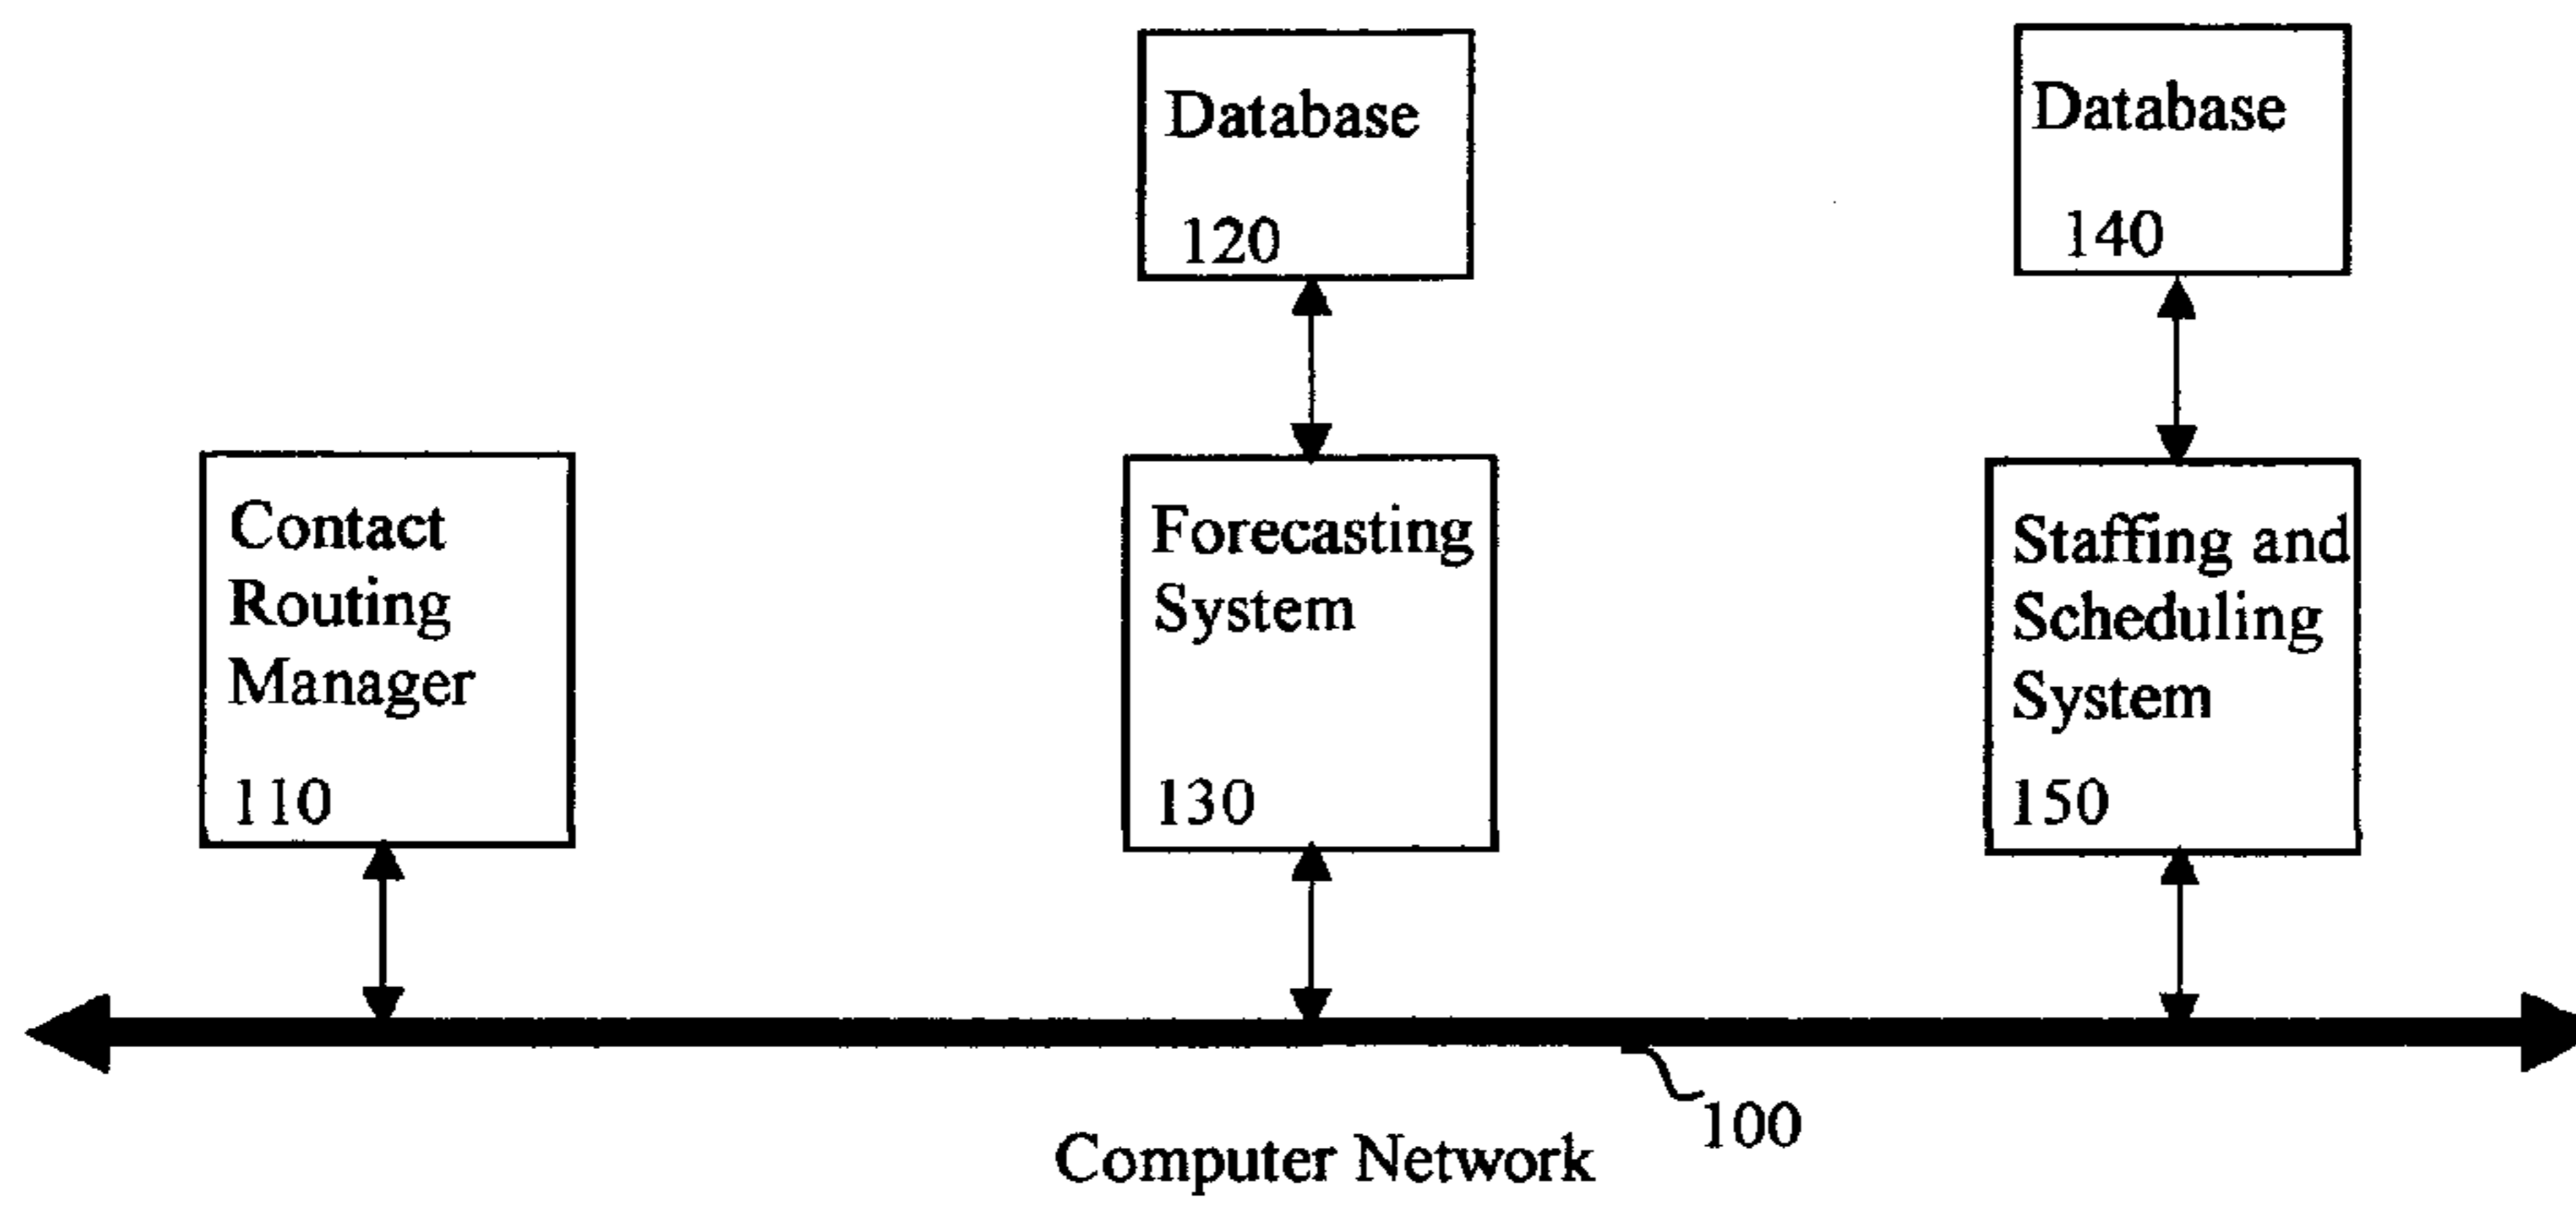 Database
120
Database
140
Contact
Routing
Manager
110
Forecasting
System
130
Staffing and
Scheduling
System
150
100
Computer Network